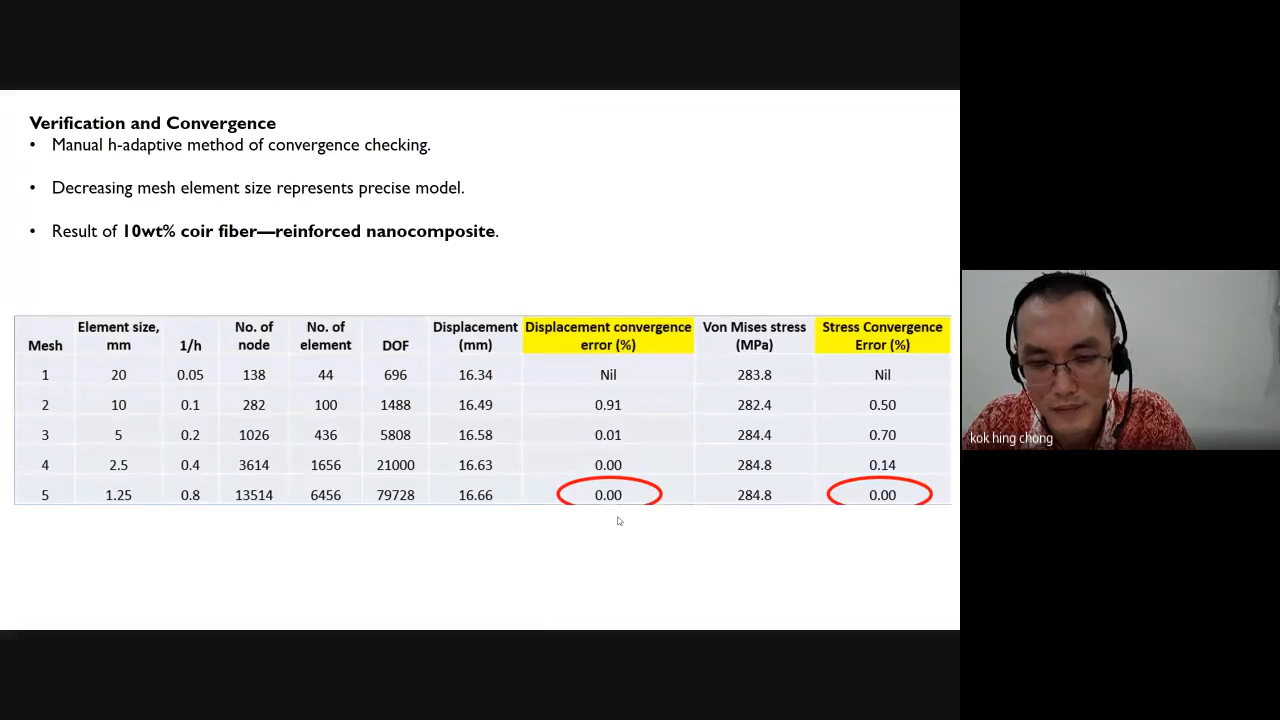 Verification and Convergence
• Manual h-adaptive method of convergence checking.
• Decreasing mesh element size represents precise model.
• Result of 10wt% coir fiber—reinforced nanocomposite.
Mesh Element size, mm 1/h No. of node No. of element DOF Displacement (mm) Displacement convergence error (%) Von Mises stress (MPa) Stress Convergence Error (%)
1 20 0.05 138 44 696 16.34 Nil 283.8 Nil
2 10 0.1 282 100 1488 16.49 0.91 282.4 0.50
3 5 0.2 1026 436 5808 16.58 0.01 284.4 0.70
4 2.5 0.4 3614 1656 21000 16.63 0.00 284.8 0.14
5 1.25 0.8 13514 6456 79728 16.66 0.00 284.8 0.00
kok hing chong